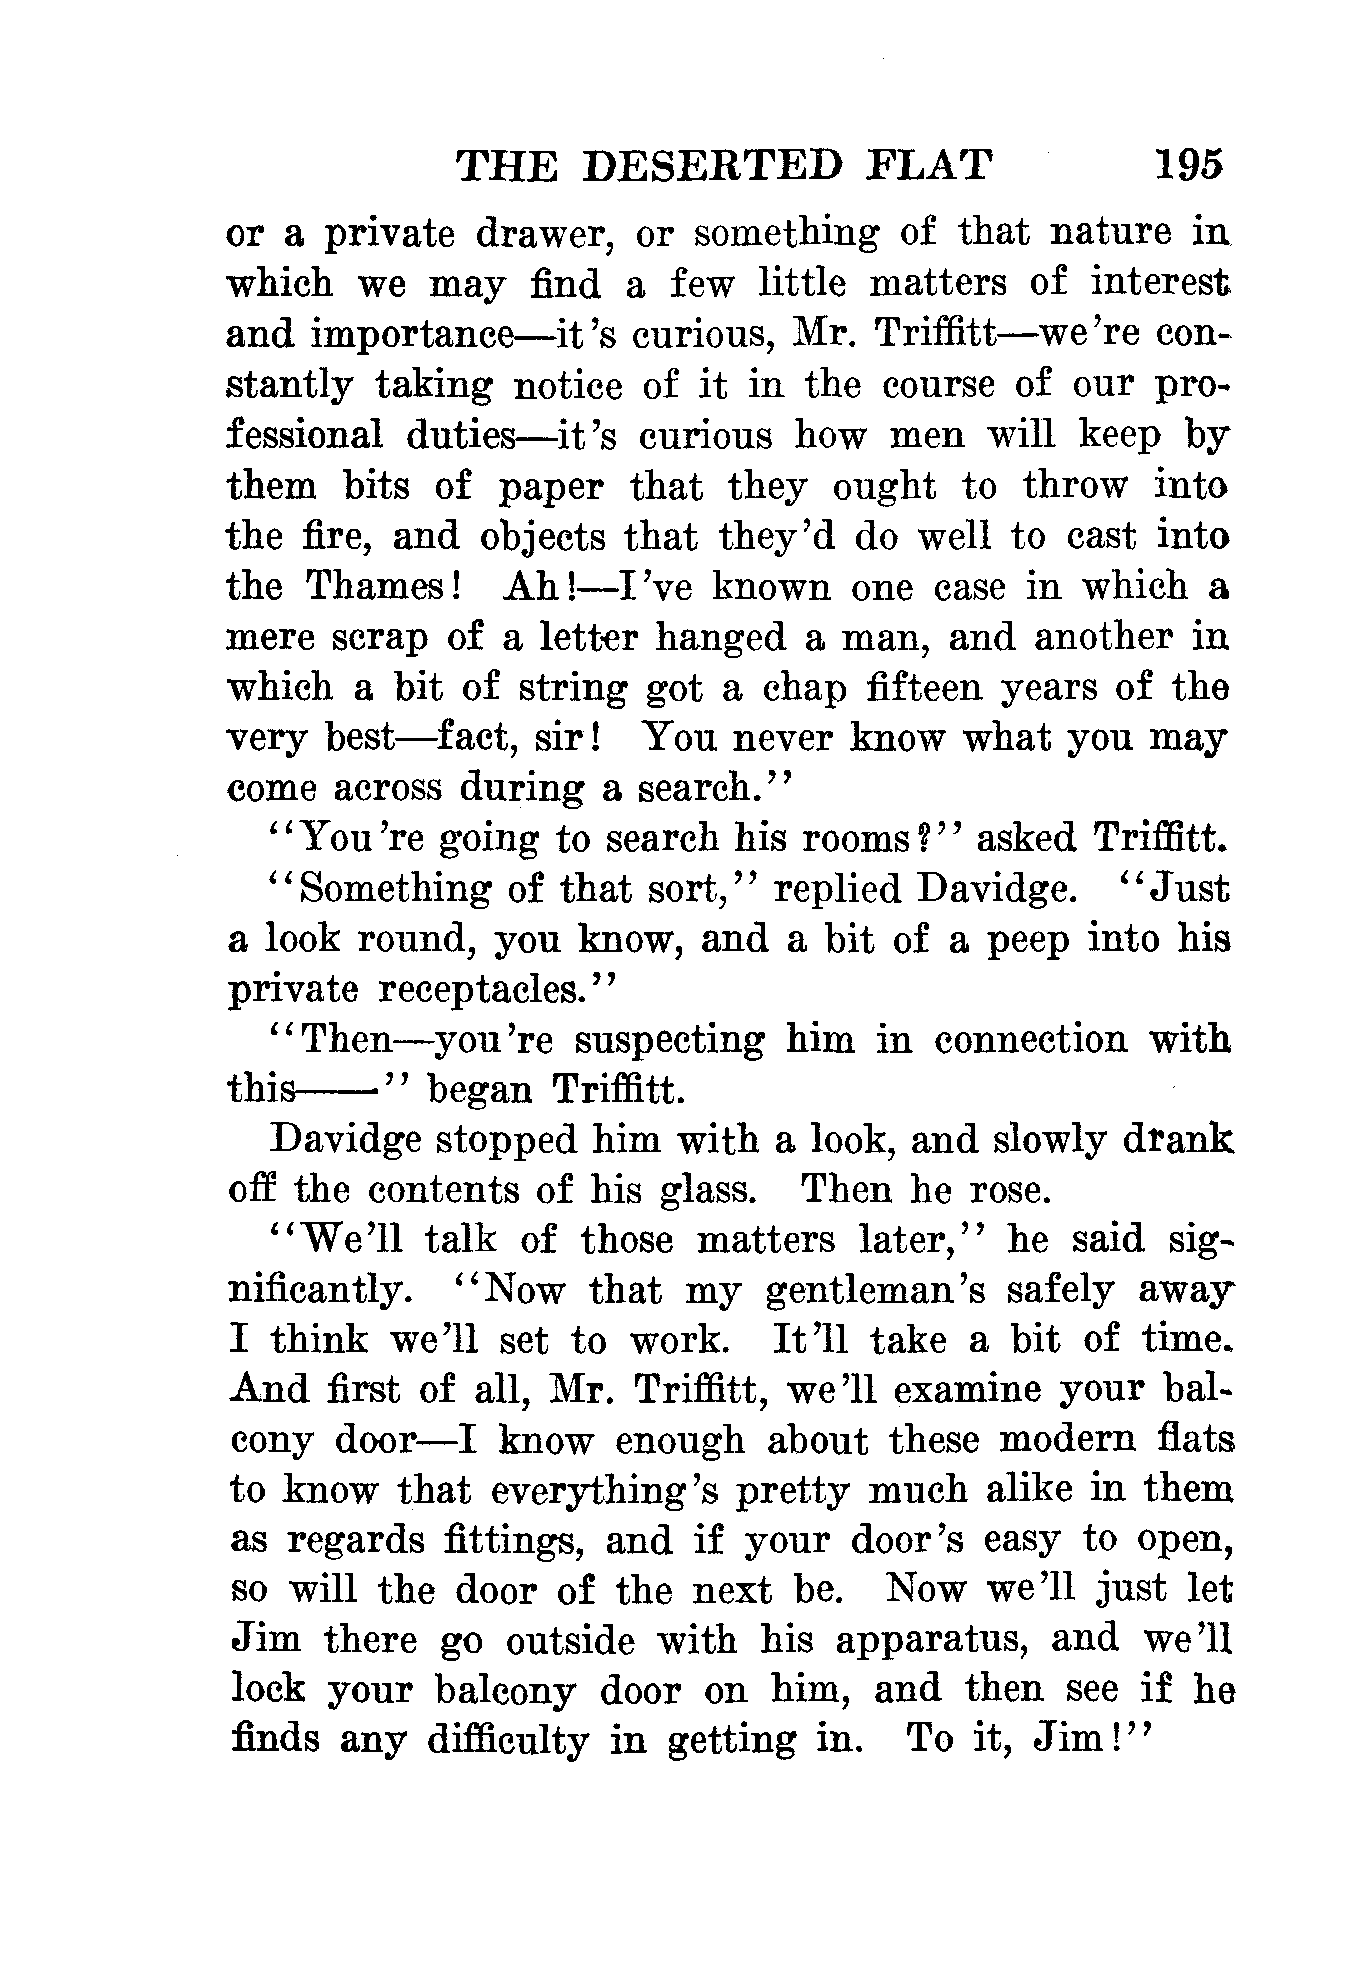 THE DESERTED FLAT 195
or a private drawer, or something of that nature in
which we may find a few little matters of interest
and importance—it's curious, Mr. Triffitt—we're con-
stantly taking notice of it in the course of our pro-
fessional duties—it's curious how men will keep by
them bits of paper that they ought to throw into
the fire, and objects that they'd do well to cast into
the Thames! Ah!—I've known one case in which a
mere scrap of a letter hanged a man, and another in
which a bit of string got a chap fifteen years of the
very best—fact, sir! You never know what you may
come across during a search."
"You're going to search his rooms?" asked Triffitt.
"Something of that sort," replied Davidge. "Just
a look round, you know, and a bit of a peep into his
private receptacles."
"Then—you're suspecting him in connection with
this——" began Triffitt.
Davidge stopped him with a look, and slowly drank
off the contents of his glass. Then he rose.
"We'll talk of those matters later," he said sig-
nificantly. "Now that my gentleman's safely away
I think we'll set to work. It'll take a bit of time.
And first of all, Mr. Triffitt, we'll examine your bal-
cony door—I know enough about these modern flats
to know that everything's pretty much alike in them
as regards fittings, and if your door's easy to open,
so will the door of the next be. Now we'll just let
Jim there go outside with his apparatus, and we'll
lock your balcony door on him, and then see if he
finds any difficulty in getting in. To it, Jim!"